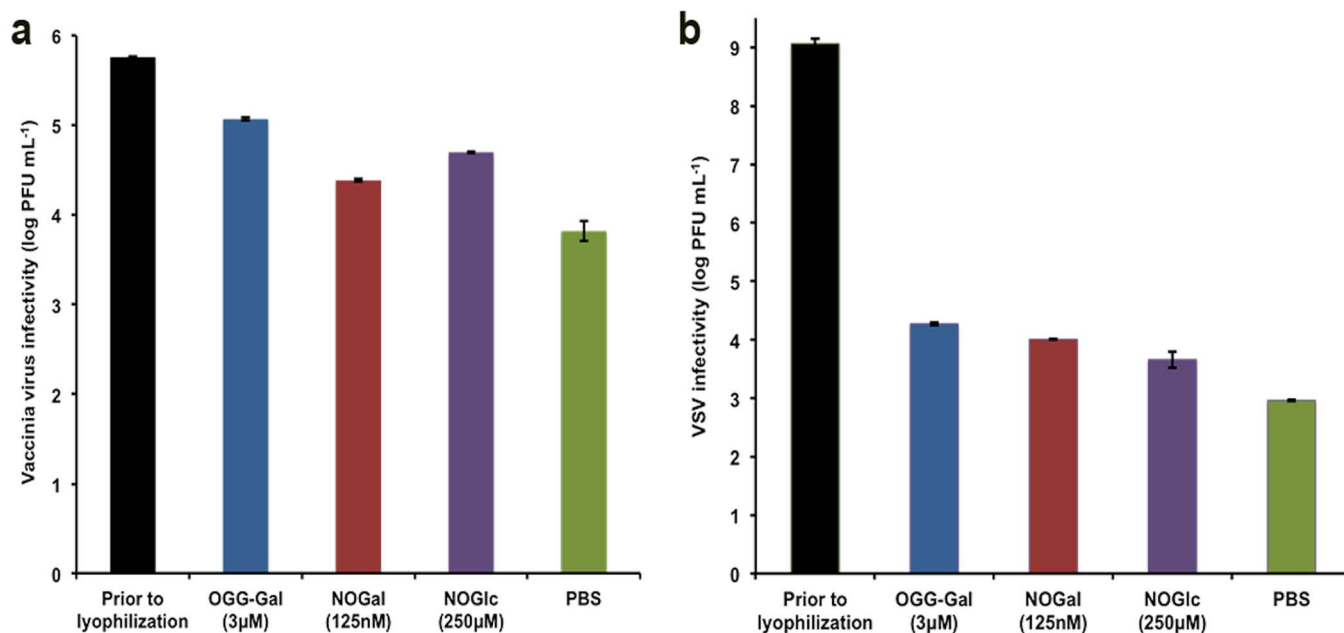 a
Vaccinia virus infectivity (log PFU mL⁻¹)
6
5
4
3
2
1
0
Prior to
lyophilization
OGG-Gal
(3µM)
NOGal
(125nM)
NOGlc
(250µM)
PBS
b
VSV infectivity (log PFU mL⁻¹)
9
8
7
6
5
4
3
2
1
0
Prior to
lyophilization
OGG-Gal
(3µM)
NOGal
(125nM)
NOGlc
(250µM)
PBS